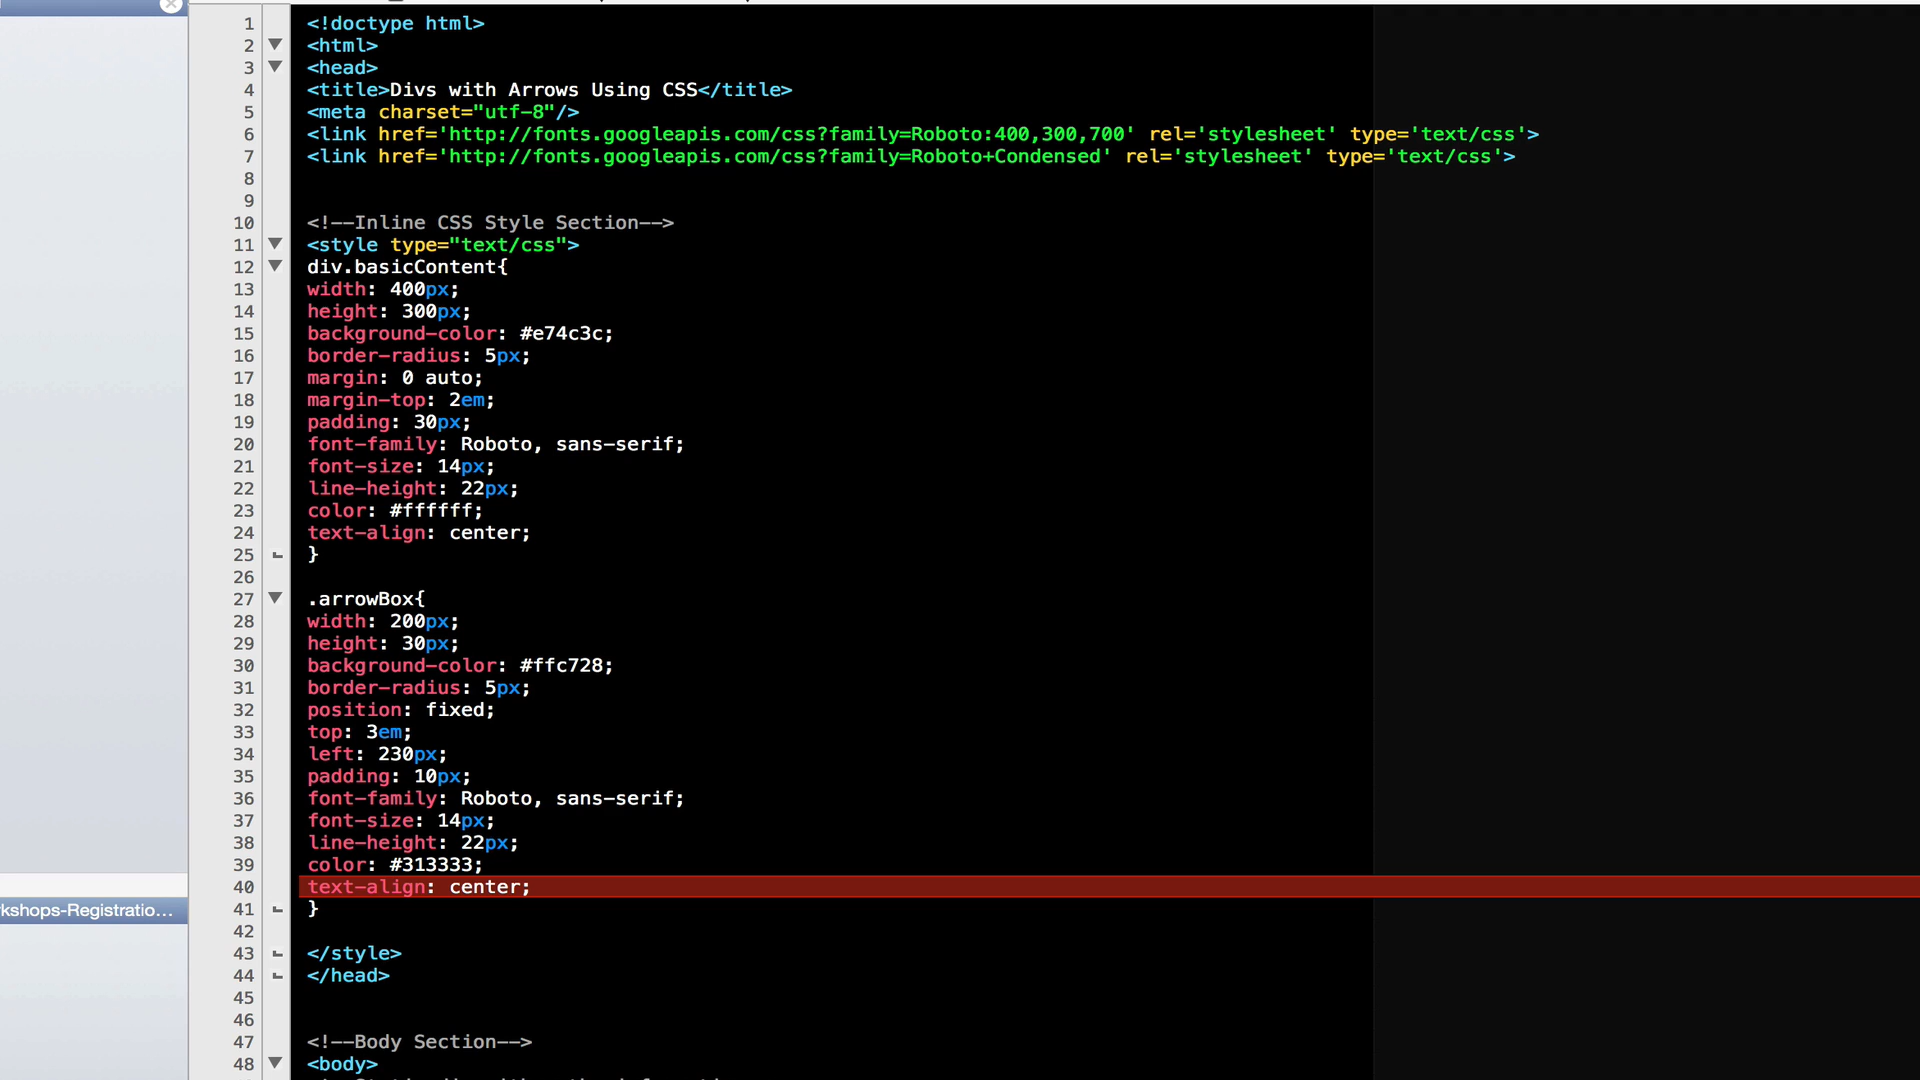 1 <!doctype html>
2 <html>
3 <head>
4 <title>Divs with Arrows Using CSS</title>
5 <meta charset="utf-8"/>
6 <link href='http://fonts.googleapis.com/css?family=Roboto:400,300,700' rel='stylesheet' type='text/css'>
7 <link href='http://fonts.googleapis.com/css?family=Roboto+Condensed' rel='stylesheet' type='text/css'>
8
9
10 <!--Inline CSS Style Section-->
11 <style type="text/css">
12 div.basicContent{
13 width: 400px;
14 height: 300px;
15 background-color: #e74c3c;
16 border-radius: 5px;
17 margin: 0 auto;
18 margin-top: 2em;
19 padding: 30px;
20 font-family: Roboto, sans-serif;
21 font-size: 14px;
22 line-height: 22px;
23 color: #ffffff;
24 text-align: center;
25 }
26
27 .arrowBox{
28 width: 200px;
29 height: 30px;
30 background-color: #ffc728;
31 border-radius: 5px;
32 position: fixed;
33 top: 3em;
34 left: 230px;
35 padding: 10px;
36 font-family: Roboto, sans-serif;
37 font-size: 14px;
38 line-height: 22px;
39 color: #313333;
40 text-align: center;
41 }
42
43 </style>
44 </head>
45
46
47 <!--Body Section-->
48 <body>
kshops-Registratio...